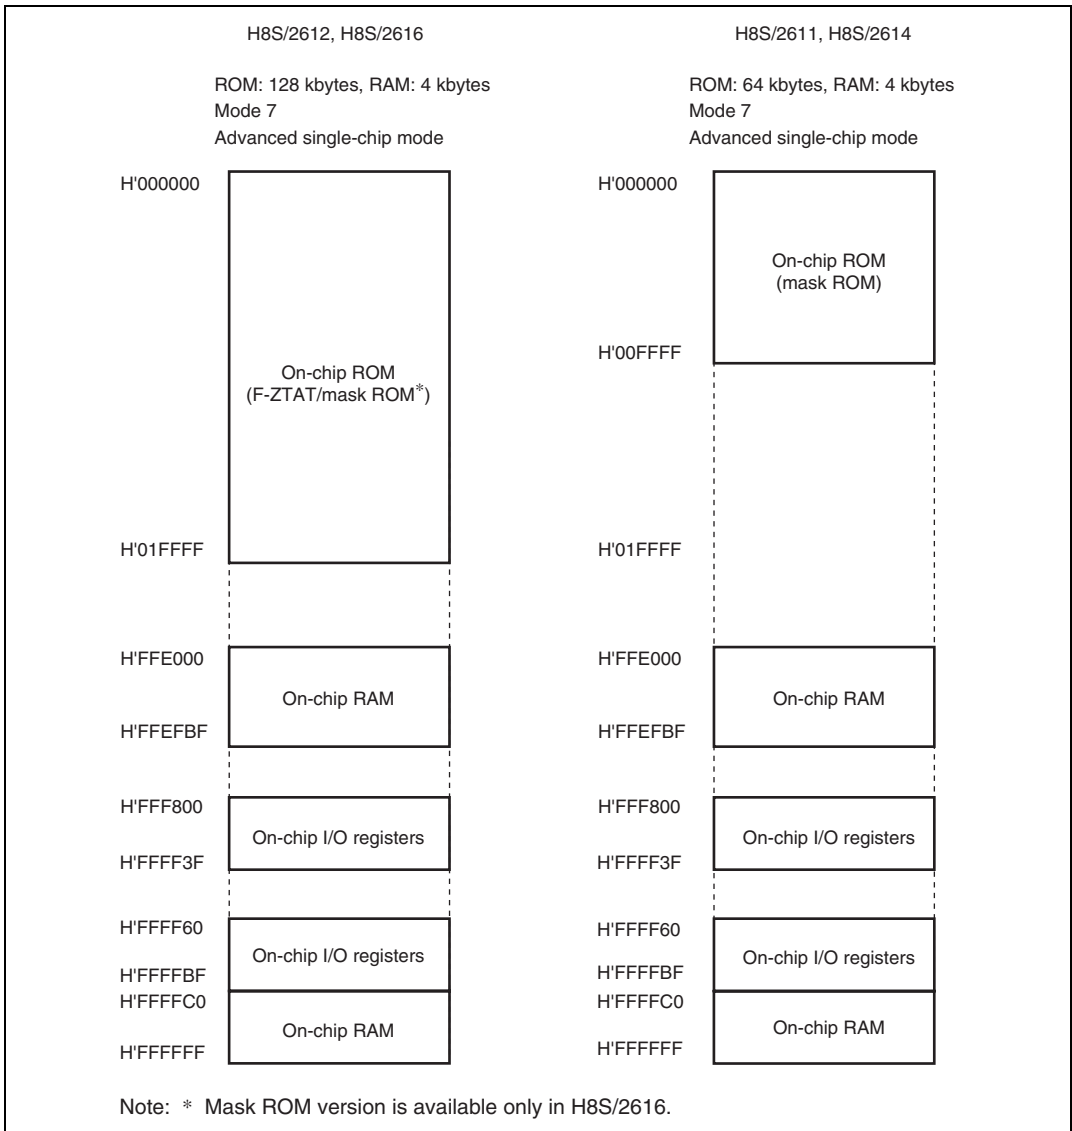 H8S/2612, H8S/2616
ROM: 128 kbytes, RAM: 4 kbytes
Mode 7
Advanced single-chip mode
H'000000
On-chip ROM
(F-ZTAT/mask ROM*)
H'01FFFF
H'FFE000
On-chip RAM
H'FFEFBF
H'FFF800
On-chip I/O registers
H'FFFF3F
H'FFFF60
On-chip I/O registers
H'FFFFBF
H'FFFFC0
On-chip RAM
H'FFFFFF
H8S/2611, H8S/2614
ROM: 64 kbytes, RAM: 4 kbytes
Mode 7
Advanced single-chip mode
H'000000
On-chip ROM
(mask ROM)
H'00FFFF
H'01FFFF
H'FFE000
On-chip RAM
H'FFEFBF
H'FFF800
On-chip I/O registers
H'FFFF3F
H'FFFF60
On-chip I/O registers
H'FFFFBF
H'FFFFC0
On-chip RAM
H'FFFFFF
Note: * Mask ROM version is available only in H8S/2616.